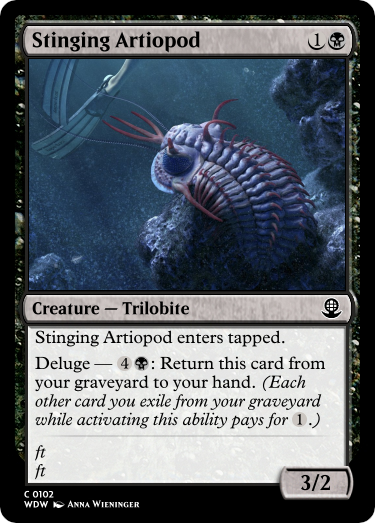 Stinging Artiopod 1
Creature — Trilobite
Stinging Artiopod enters tapped.
Deluge — 4 : Return this card from
your graveyard to your hand. (Each
other card you exile from your graveyard
while activating this ability pays for 1 .)
ft
ft
3/2
C 0102
WDW Anna Wieninger